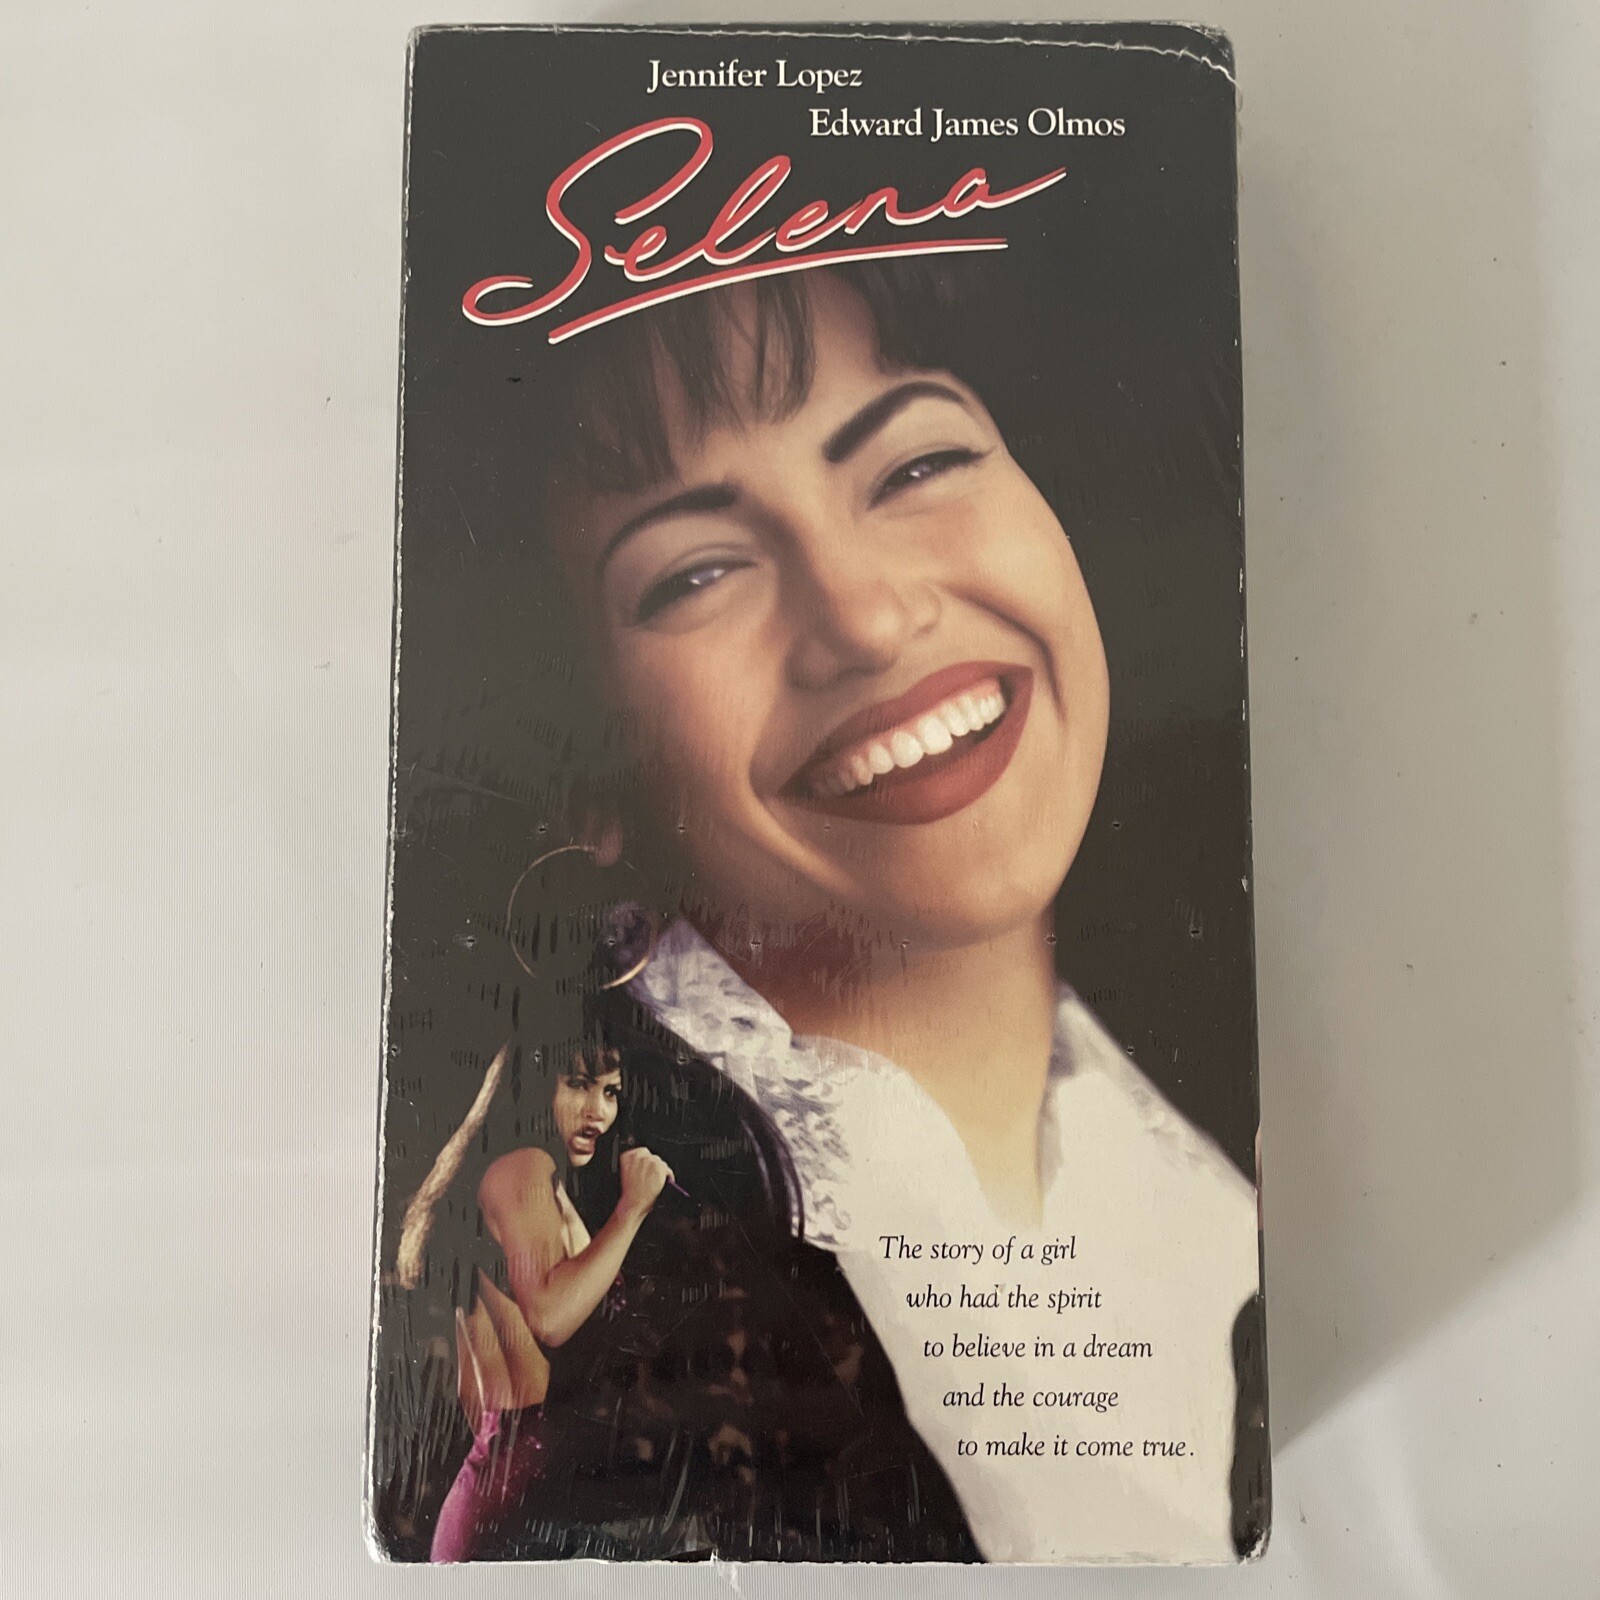 Jennifer Lopez
Edward James Olmos
Selena
The story of a girl
who had the spirit
to believe in a dream
and the courage
to make it come true.